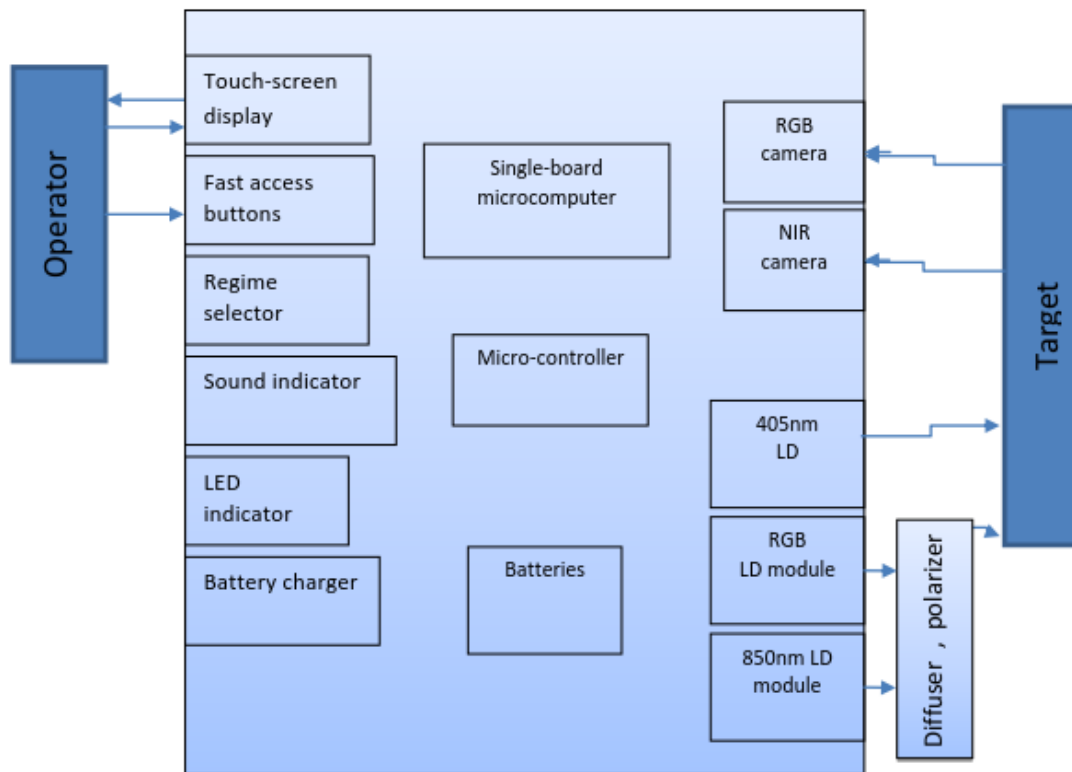 Operator
Touch-screen
display
Fast access
buttons
Regime
selector
Sound indicator
LED
indicator
Battery charger
Single-board
microcomputer
Micro-controller
Batteries
RGB
camera
NIR
camera
405nm
LD
RGB
LD module
850nm LD
module
Diffuser , polarizer
Target